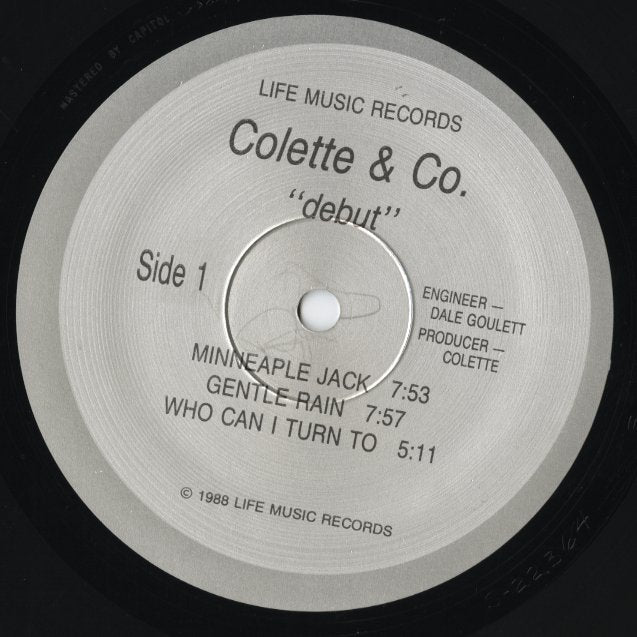 MASTERED BY CAPITOL
LIFE MUSIC RECORDS
Colette & Co.
“debut”
Side 1
ENGINEER —
DALE GOULETT
PRODUCER —
COLETTE
MINNEAPLE JACK 7:53
GENTLE RAIN 7:57
WHO CAN I TURN TO 5:11
© 1988 LIFE MUSIC RECORDS